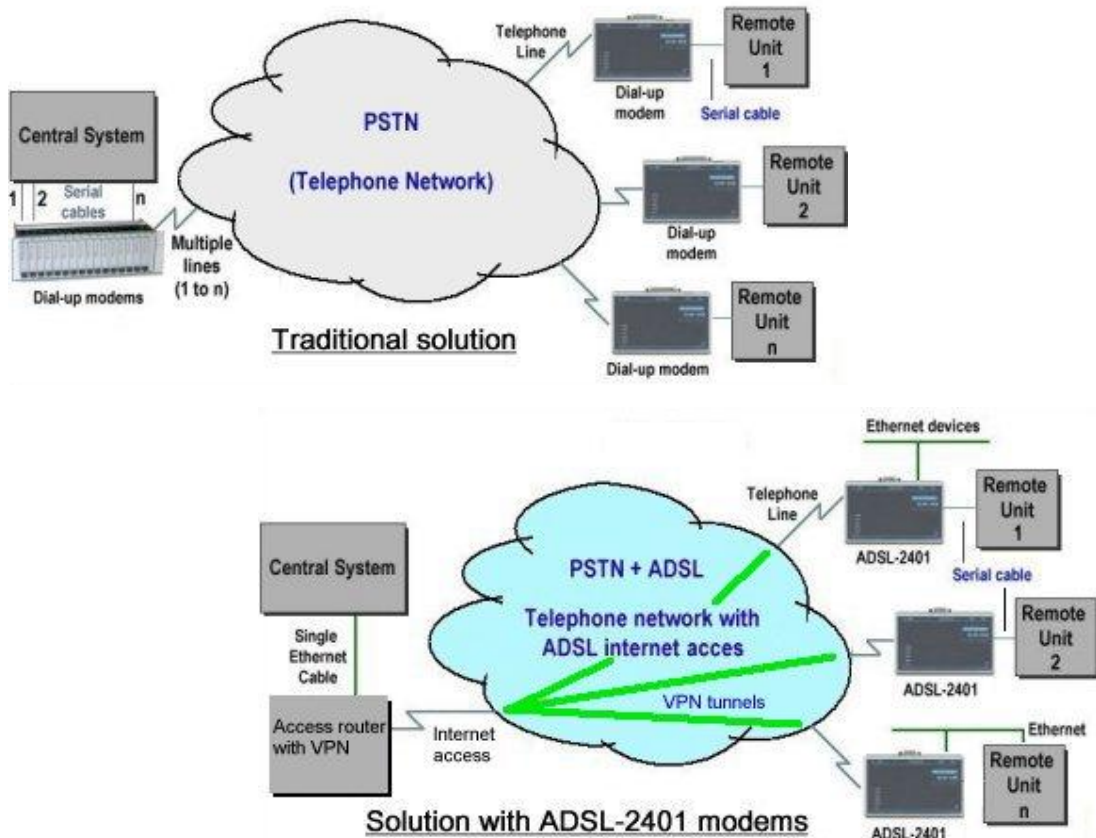 Telephone
Line
Dial-up
modem
Remote
Unit
1
Serial cable
Central System
1 2 Serial n
cables
Dial-up modems
Multiple
lines
(1 to n)
PSTN
(Telephone Network)
Dial-up
modem
Remote
Unit
2
Dial-up modem
Remote
Unit
n
Traditional solution
Ethernet devices
Telephone
Line
ADSL-2401
Remote
Unit
1
Serial cable
Central System
Single
Ethernet
Cable
Access router
with VPN
Internet
access
PSTN + ADSL
Telephone network with
ADSL internet acces
VPN tunnels
ADSL-2401
Remote
Unit
2
Ethernet
ADSL-2401
Remote
Unit
n
Solution with ADSL-2401 modems